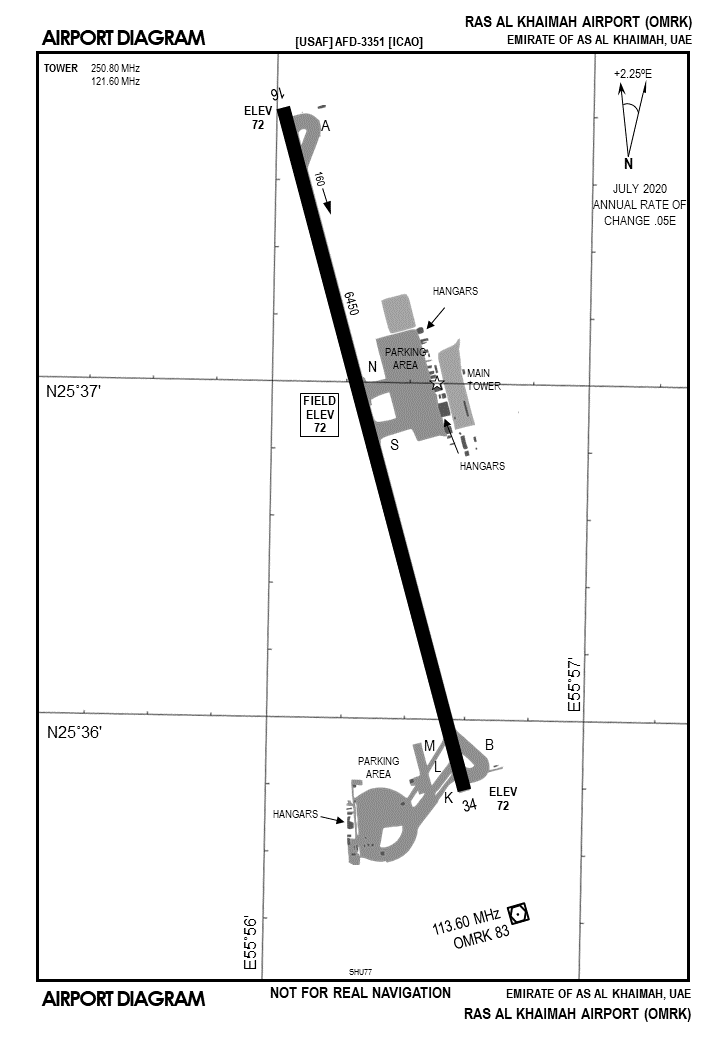 RAS AL KHAIMAH AIRPORT (OMRK)
AIRPORT DIAGRAM
[USAF] AFD-3351 [ICAO]
EMIRATE OF AS AL KHAIMAH, UAE
TOWER 250.80 MHz
121.60 MHz
+2.25ºE
N
JULY 2020
ANNUAL RATE OF
CHANGE .05E
16
ELEV
72
A
160
6450
HANGARS
PARKING
AREA
N
MAIN
TOWER
N25°37'
FIELD
ELEV
72
S
HANGARS
E55°57'
N25°36'
M
B
L
PARKING
AREA
K
34
ELEV
72
HANGARS
113.60 MHz
OMRK 83
E55°56'
SHU77
AIRPORT DIAGRAM
NOT FOR REAL NAVIGATION
EMIRATE OF AS AL KHAIMAH, UAE
RAS AL KHAIMAH AIRPORT (OMRK)